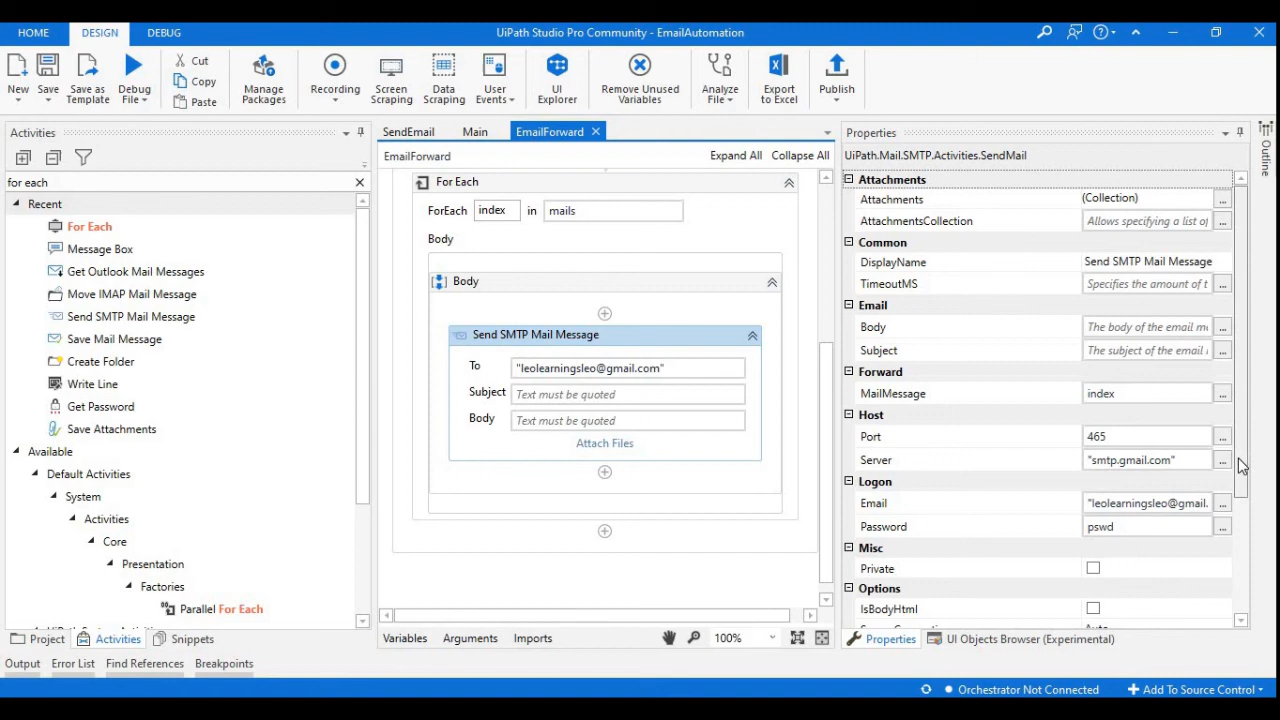 HOME DESIGN DEBUG UiPath Studio Pro Community - EmailAutomation
New Save Save as Template Debug File Cut Copy Paste Manage Packages Recording Screen Scraping Data Scraping User Events UI Explorer Remove Unused Variables Analyze File Export to Excel Publish
Activities
for each
Recent
For Each
Message Box
Get Outlook Mail Messages
Move IMAP Mail Message
Send SMTP Mail Message
Save Mail Message
Create Folder
Write Line
Get Password
Save Attachments
Available
Default Activities
System
Activities
Core
Presentation
Factories
Parallel For Each
Project Activities Snippets
SendEmail Main EmailForward
EmailForward Expand All Collapse All
For Each
ForEach index in mails
Body
Body
Send SMTP Mail Message
To "leolearningsleo@gmail.com"
Subject Text must be quoted
Body Text must be quoted
Attach Files
Variables Arguments Imports 100%
Properties
UiPath.Mail.SMTP.Activities.SendMail
Attachments
Attachments (Collection) ...
AttachmentsCollection Allows specifying a list of ...
Common
DisplayName Send SMTP Mail Message
TimeoutMS Specifies the amount of t ...
Email
Body The body of the email me ...
Subject The subject of the email ...
Forward
MailMessage index ...
Host
Port 465 ...
Server "smtp.gmail.com" ...
Logon
Email "leolearningsleo@gmail. ...
Password pswd ...
Misc
Private
Options
IsBodyHtml
Auto
Properties UI Objects Browser (Experimental)
Outline
Output Error List Find References Breakpoints
Orchestrator Not Connected Add To Source Control